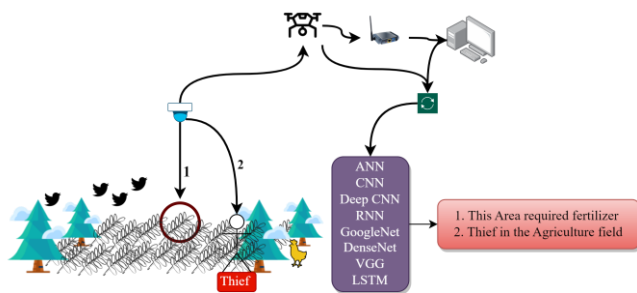 1
2
Thief
ANN
CNN
Deep CNN
RNN
GoogleNet
DenseNet
VGG
LSTM
1. This Area required fertilizer
2. Thief in the Agriculture field